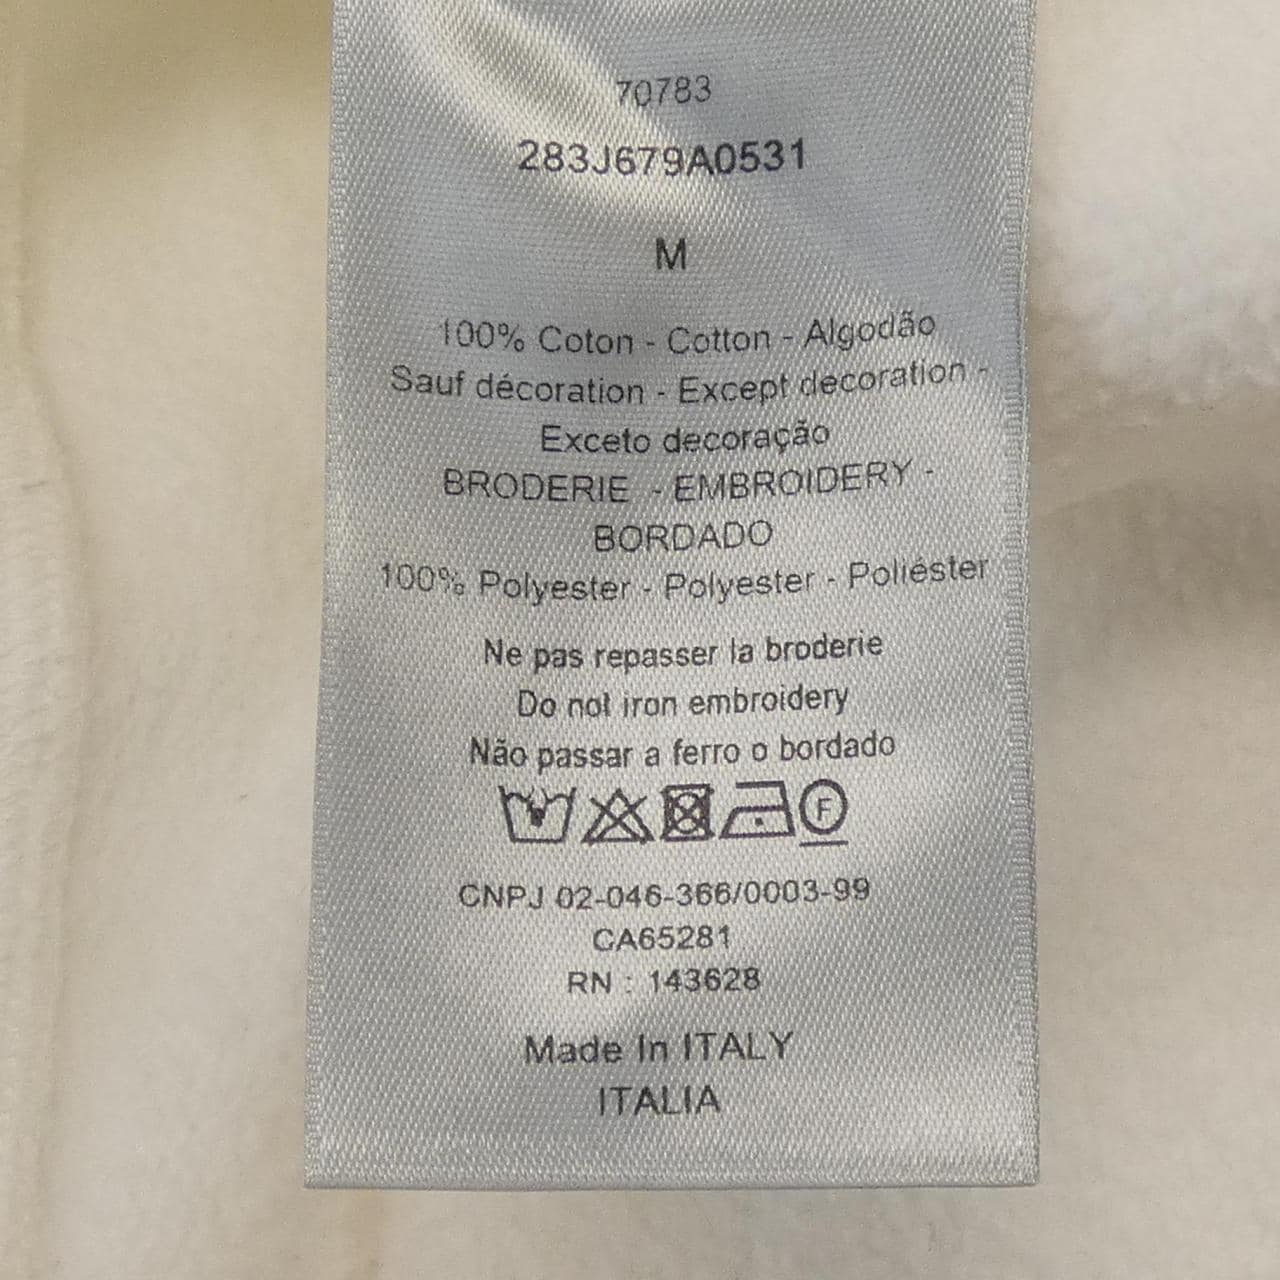 70783
283J679A0531
M
100% Coton - Cotton - Algodão
Sauf décoration - Except decoration -
Exceto decoração
BRODERIE - EMBROIDERY -
BORDADO
100% Polyester - Polyester - Poliéster
Ne pas repasser la broderie
Do not iron embroidery
Não passar a ferro o bordado
F
CNPJ 02-046-366/0003-99
CA65281
RN : 143628
Made In ITALY
ITALIA